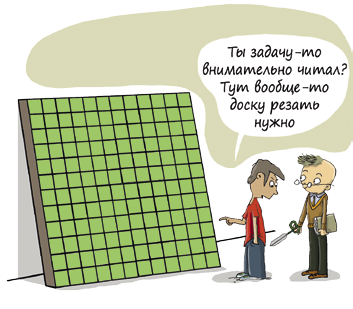 Ты задачу-то
внимательно читал?
Тут вообще-то
доску резать
нужно